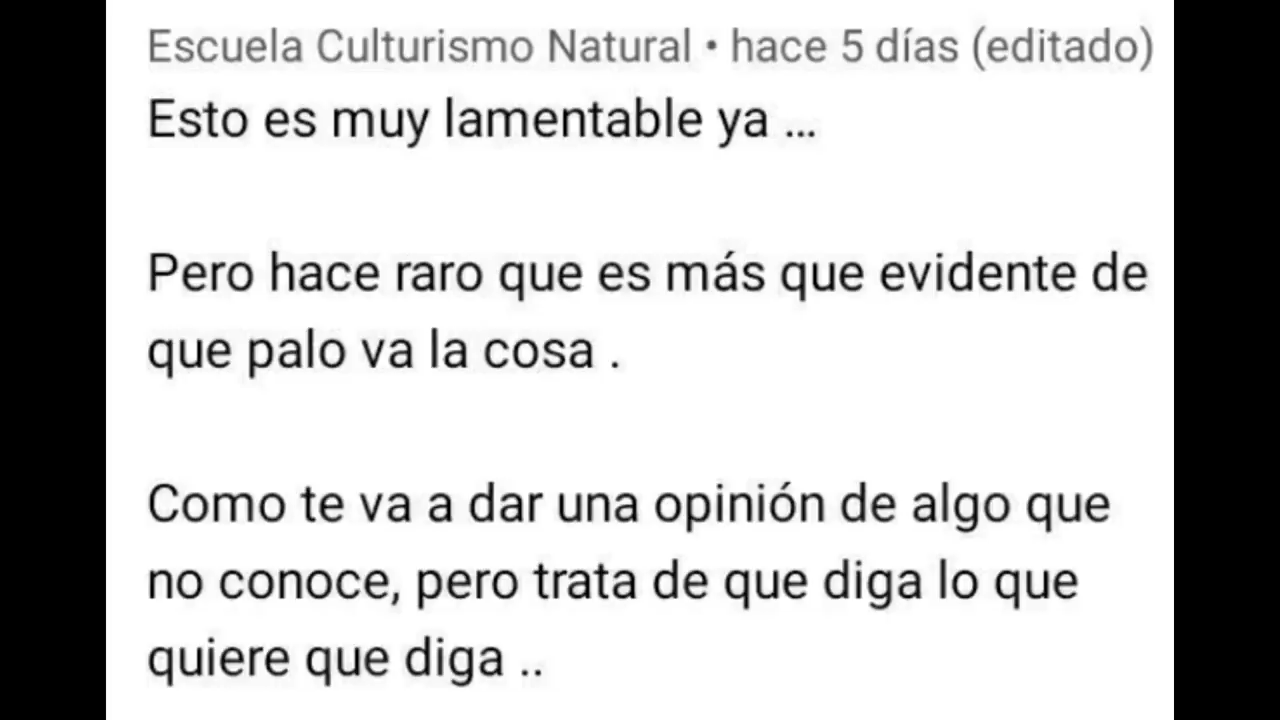 Escuela Culturismo Natural • hace 5 días (editado)
Esto es muy lamentable ya ...
Pero hace raro que es más que evidente de
que palo va la cosa .
Como te va a dar una opinión de algo que
no conoce, pero trata de que diga lo que
quiere que diga ..